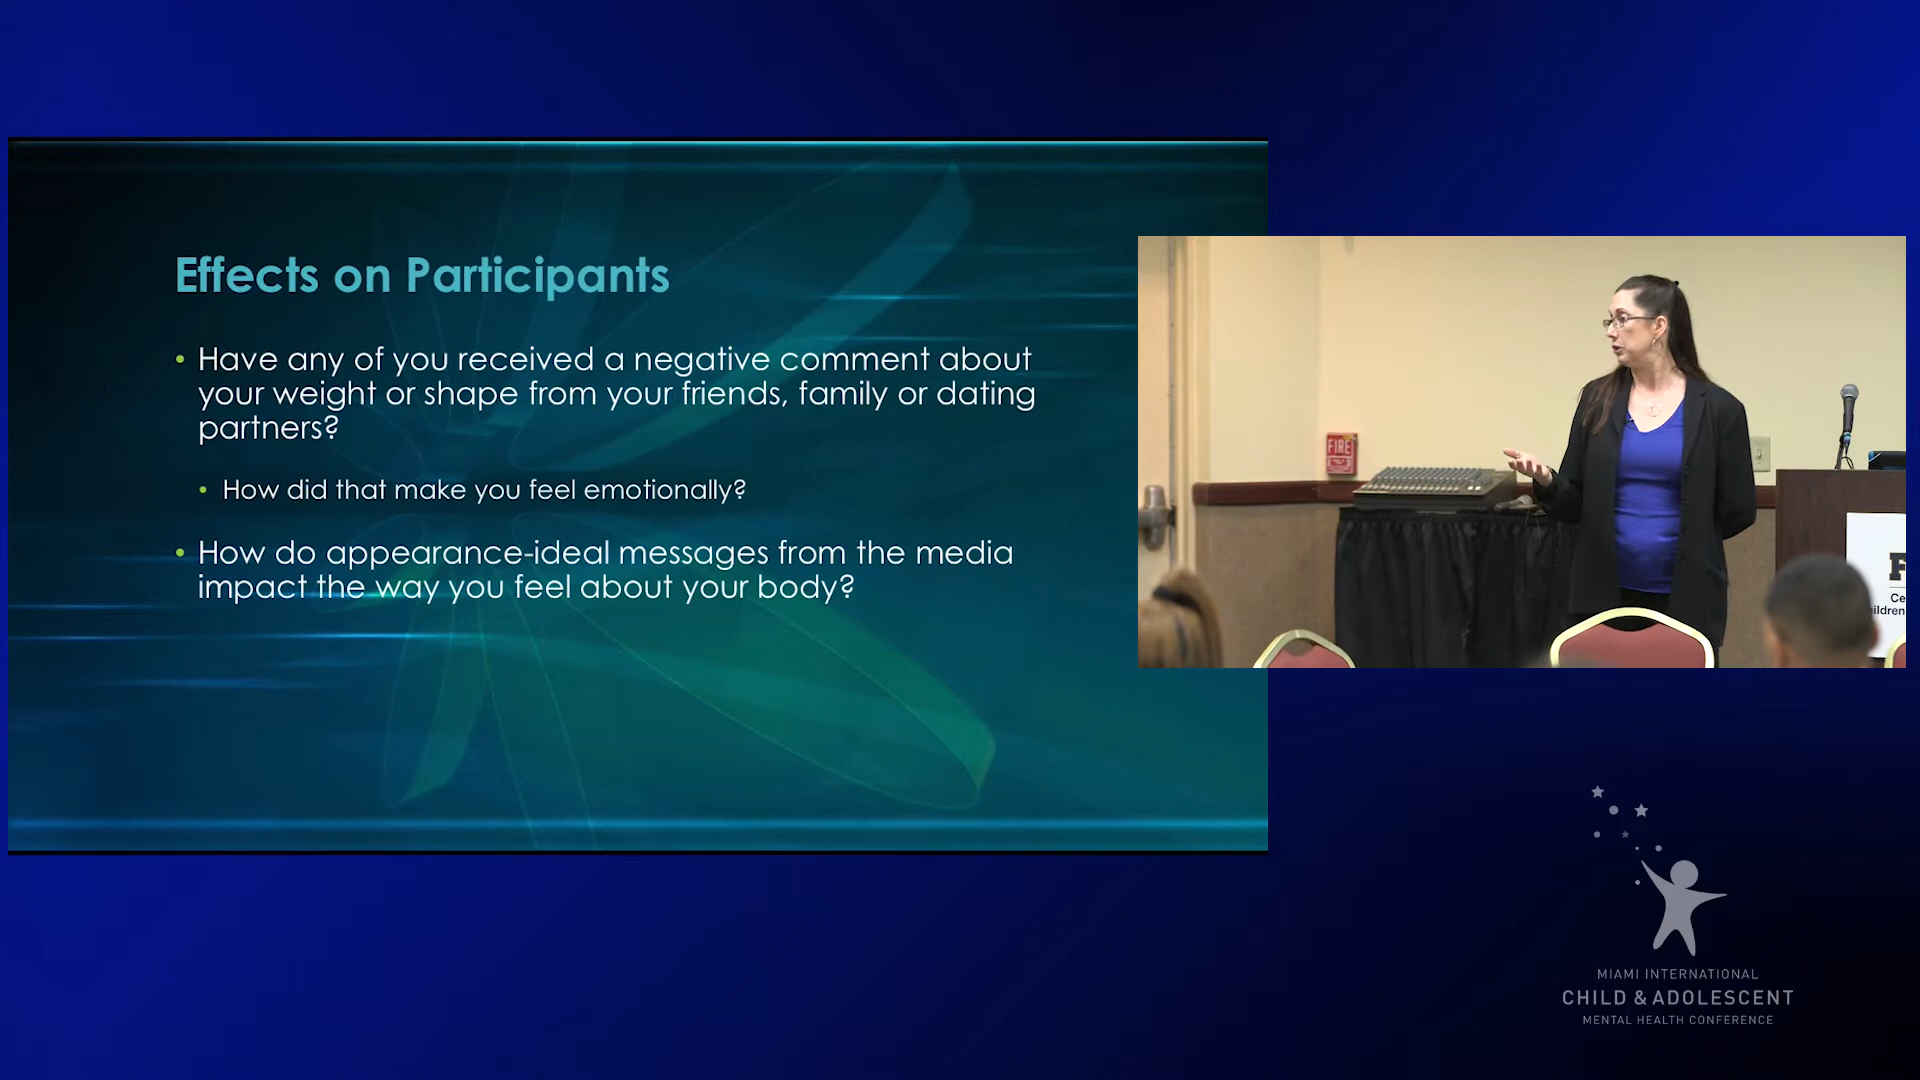 Effects on Participants
• Have any of you received a negative comment about
your weight or shape from your friends, family or dating
partners?
• How did that make you feel emotionally?
• How do appearance-ideal messages from the media
impact the way you feel about your body?
FIRE
F
Ce
ildren
MIAMI INTERNATIONAL
CHILD & ADOLESCENT
MENTAL HEALTH CONFERENCE